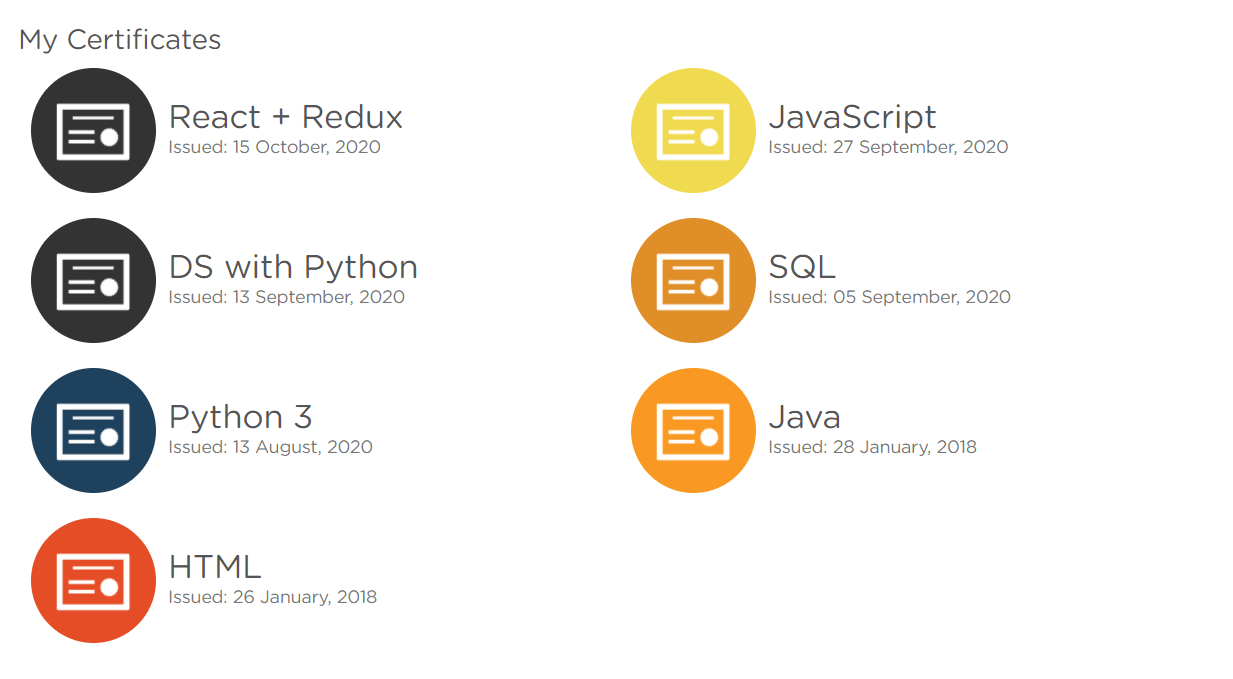 My Certificates
React + Redux
Issued: 15 October, 2020
JavaScript
Issued: 27 September, 2020
DS with Python
Issued: 13 September, 2020
SQL
Issued: 05 September, 2020
Python 3
Issued: 13 August, 2020
Java
Issued: 28 January, 2018
HTML
Issued: 26 January, 2018